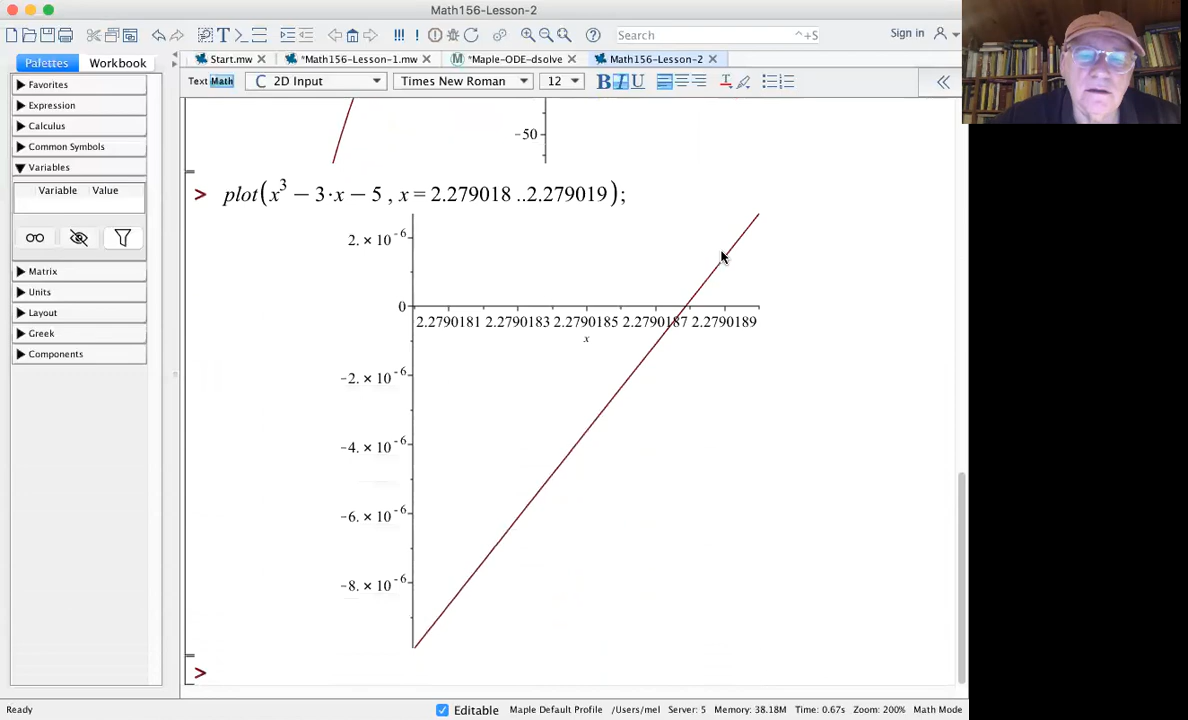 Math156-Lesson-2
Search
^+S
Sign in
Palettes
Workbook
Start.mw
*Math156-Lesson-1.mw
*Maple-ODE-dsolve
Math156-Lesson-2
Text Math
C 2D Input
Times New Roman
12
B I U
Favorites
Expression
Calculus
Common Symbols
Variables
Variable Value
Matrix
Units
Layout
Greek
Components
−50
> plot(x³ − 3·x − 5 , x = 2.279018 ..2.279019);
2. × 10⁻⁶
0
2.2790181 2.2790183 2.2790185 2.2790187 2.2790189
x
−2. × 10⁻⁶
−4. × 10⁻⁶
−6. × 10⁻⁶
−8. × 10⁻⁶
>
Ready
Editable
Maple Default Profile /Users/mel Server: 5 Memory: 38.18M Time: 0.67s Zoom: 200% Math Mode